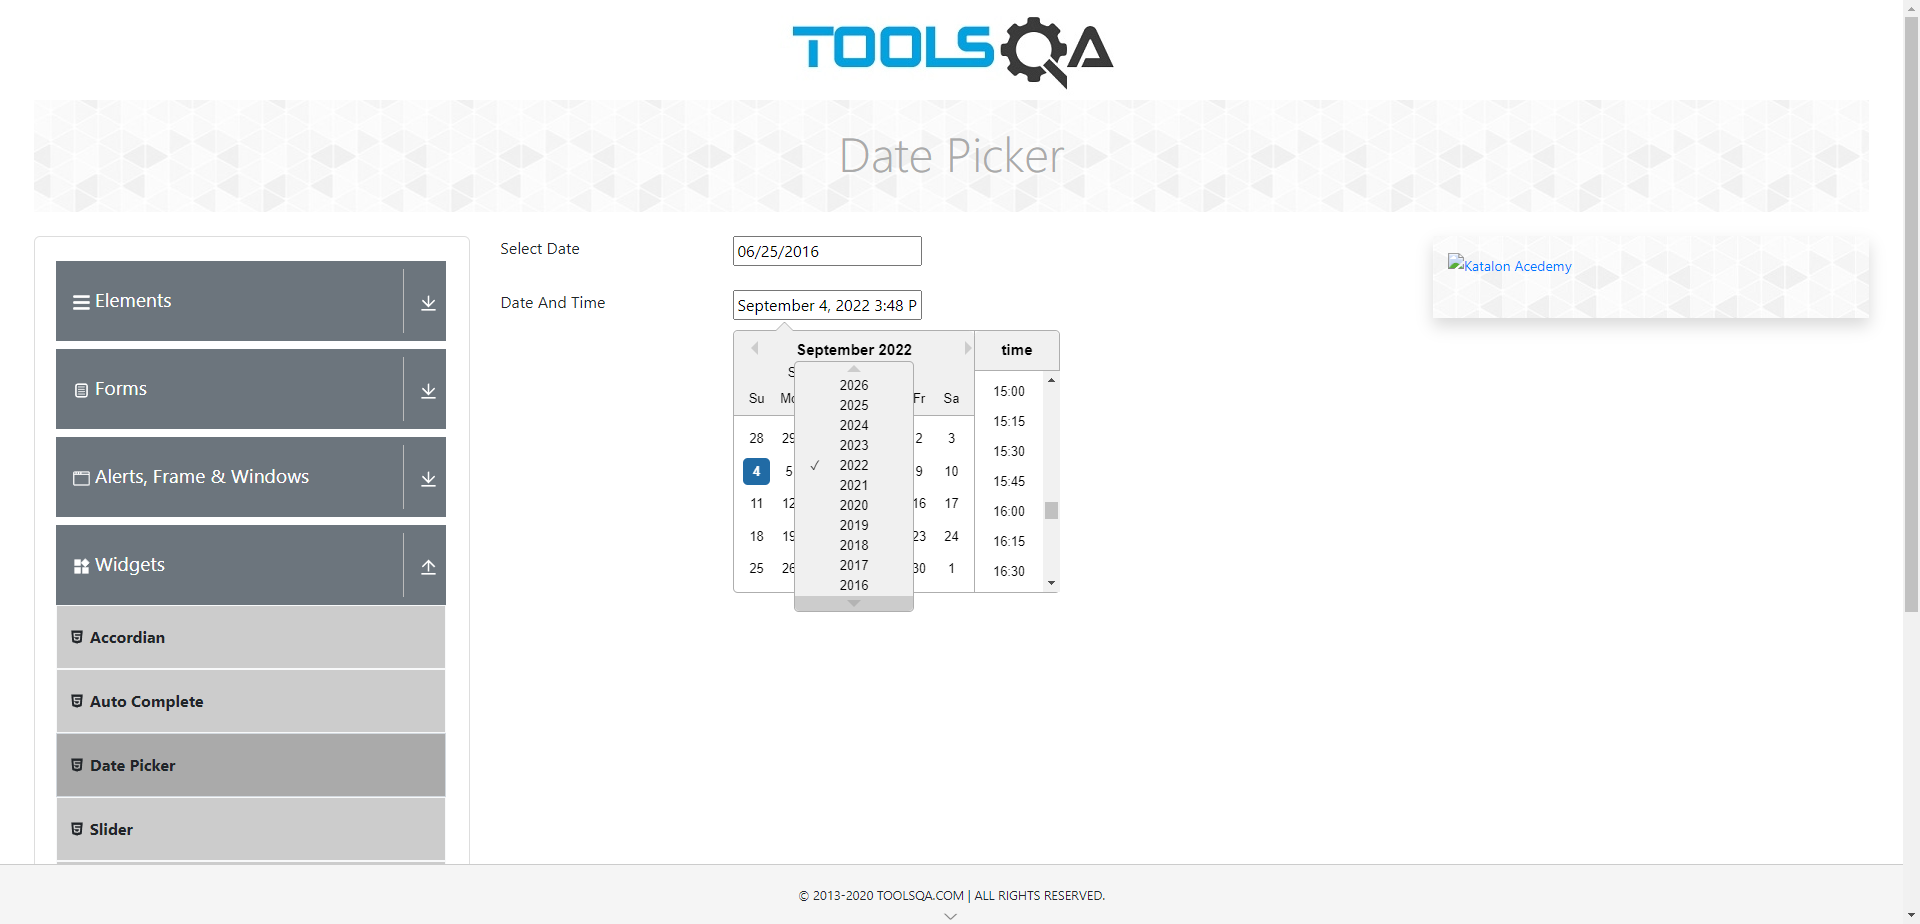 TOOLSQA
Date Picker
Elements
Forms
Alerts, Frame & Windows
Widgets
Accordian
Auto Complete
Date Picker
Slider
Select Date
06/25/2016
Date And Time
September 4, 2022 3:48 P
September 2022
time
S
Su Mo Fr Sa
28 29 2 3
4 5 9 10
11 12 16 17
18 19 23 24
25 26 30 1
2026
2025
2024
2023
✓ 2022
2021
2020
2019
2018
2017
2016
15:00
15:15
15:30
15:45
16:00
16:15
16:30
Katalon Acedemy
© 2013-2020 TOOLSQA.COM | ALL RIGHTS RESERVED.